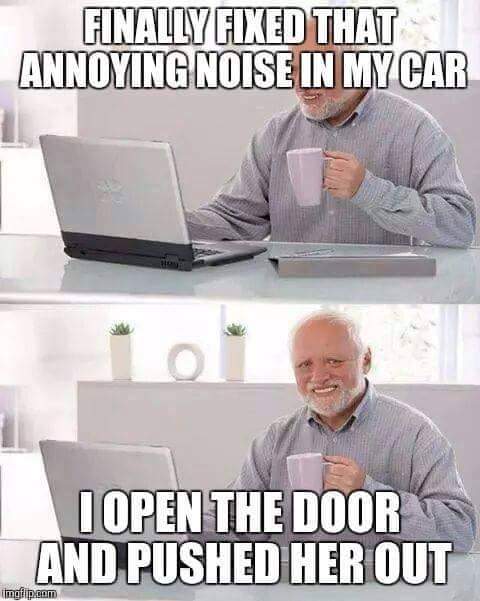 FINALLY FIXED THAT
ANNOYING NOISE IN MY CAR
I OPEN THE DOOR
AND PUSHED HER OUT
imgflip.com